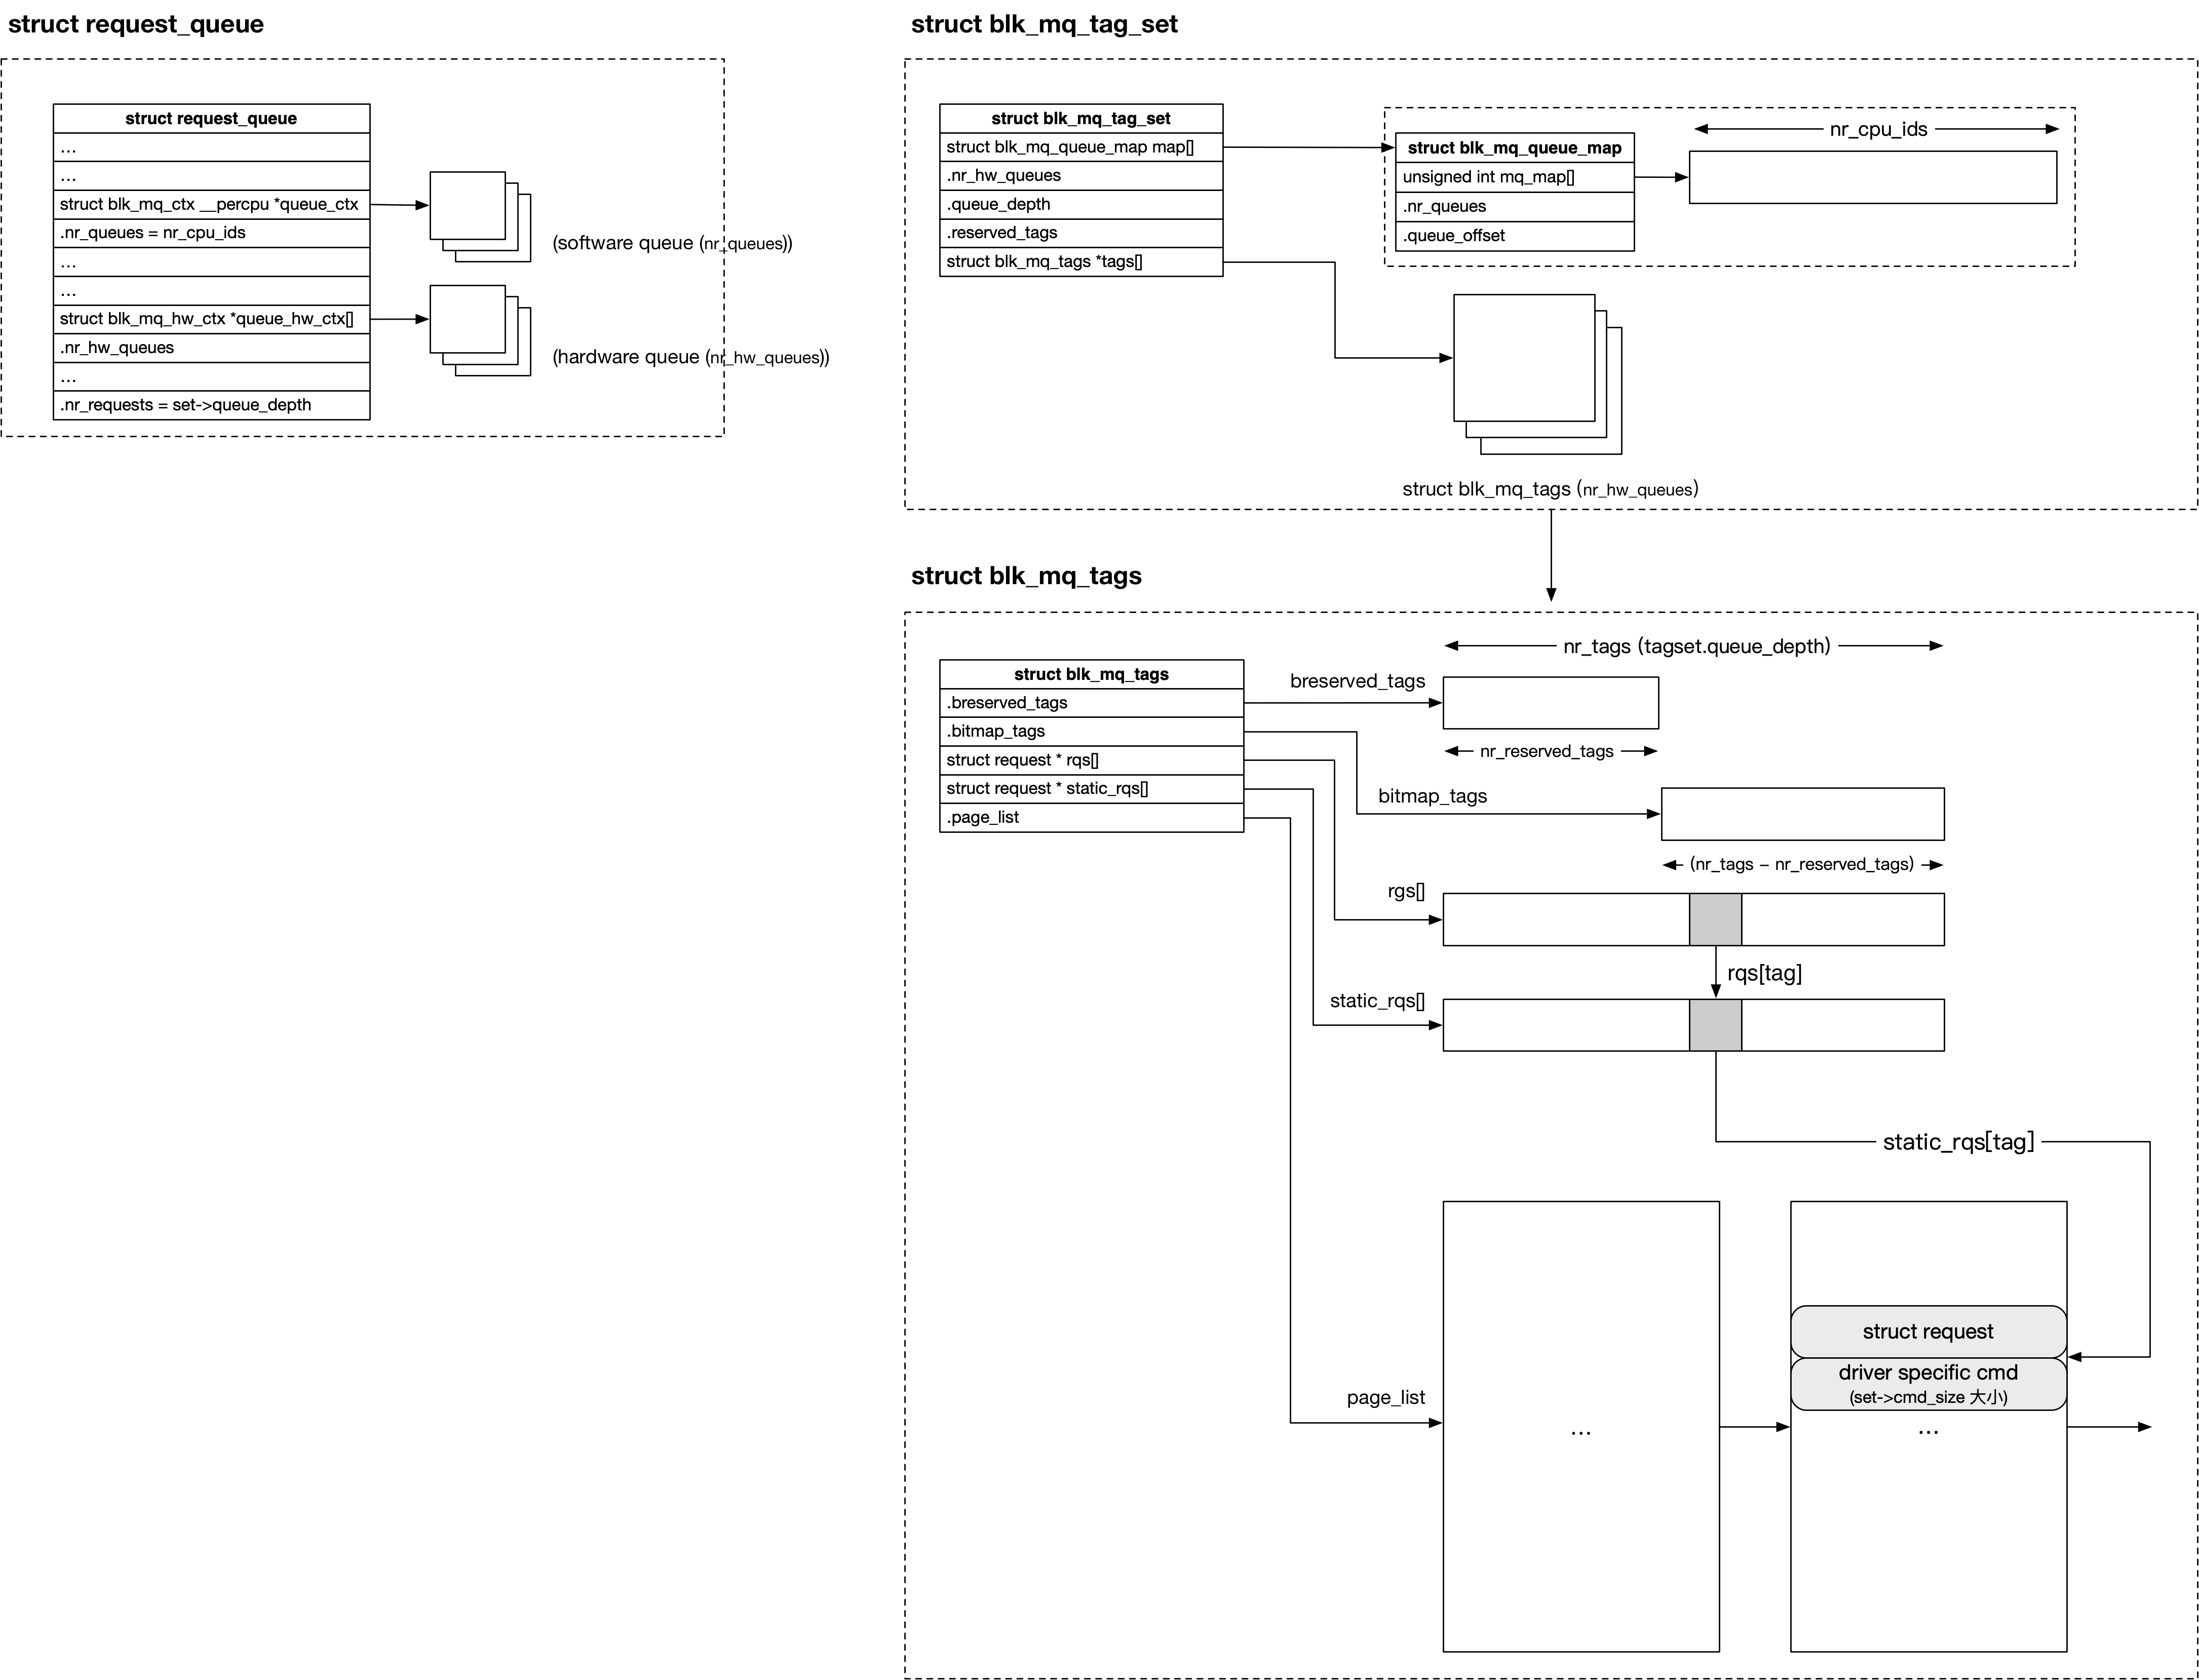 struct request_queue
struct request_queue
...
...
struct blk_mq_ctx __percpu *queue_ctx
.nr_queues = nr_cpu_ids
...
...
struct blk_mq_hw_ctx *queue_hw_ctx[]
.nr_hw_queues
...
.nr_requests = set->queue_depth
(software queue (nr_queues))
(hardware queue (nr_hw_queues))
struct blk_mq_tag_set
struct blk_mq_tag_set
struct blk_mq_queue_map map[]
.nr_hw_queues
.queue_depth
.reserved_tags
struct blk_mq_tags *tags[]
struct blk_mq_queue_map
unsigned int mq_map[]
.nr_queues
.queue_offset
nr_cpu_ids
struct blk_mq_tags (nr_hw_queues)
struct blk_mq_tags
struct blk_mq_tags
.breserved_tags
.bitmap_tags
struct request * rqs[]
struct request * static_rqs[]
.page_list
nr_tags (tagset.queue_depth)
breserved_tags
nr_reserved_tags
bitmap_tags
(nr_tags – nr_reserved_tags)
rgs[]
rqs[tag]
static_rqs[]
static_rqs[tag]
page_list
...
struct request
driver specific cmd
(set->cmd_size 大小)
...